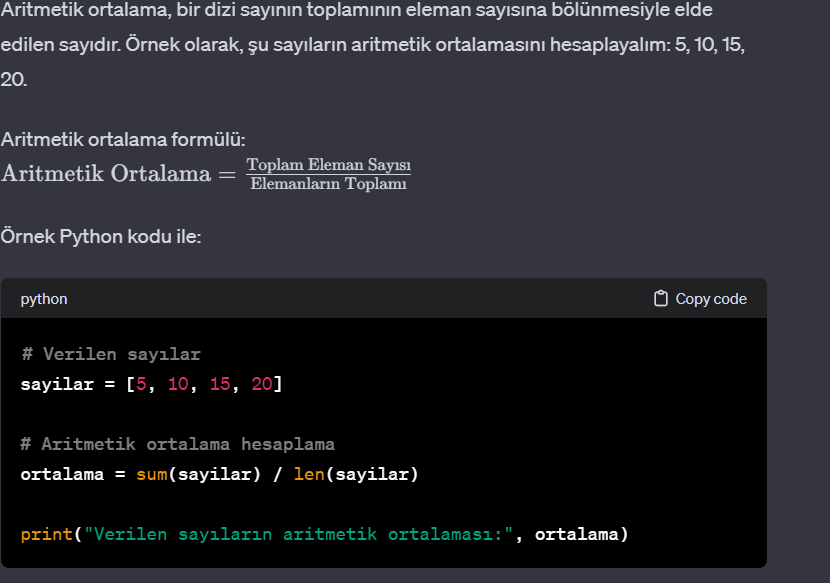 Aritmetik ortalama, bir dizi sayının toplamının eleman sayısına bölünmesiyle elde
edilen sayıdır. Örnek olarak, şu sayıların aritmetik ortalamasını hesaplayalım: 5, 10, 15,
20.
Aritmetik ortalama formülü:
Aritmetik Ortalama = Toplam Eleman Sayısı / Elemanların Toplamı
Örnek Python kodu ile:
python Copy code
# Verilen sayılar
sayilar = [5, 10, 15, 20]
# Aritmetik ortalama hesaplama
ortalama = sum(sayilar) / len(sayilar)
print("Verilen sayıların aritmetik ortalaması:", ortalama)